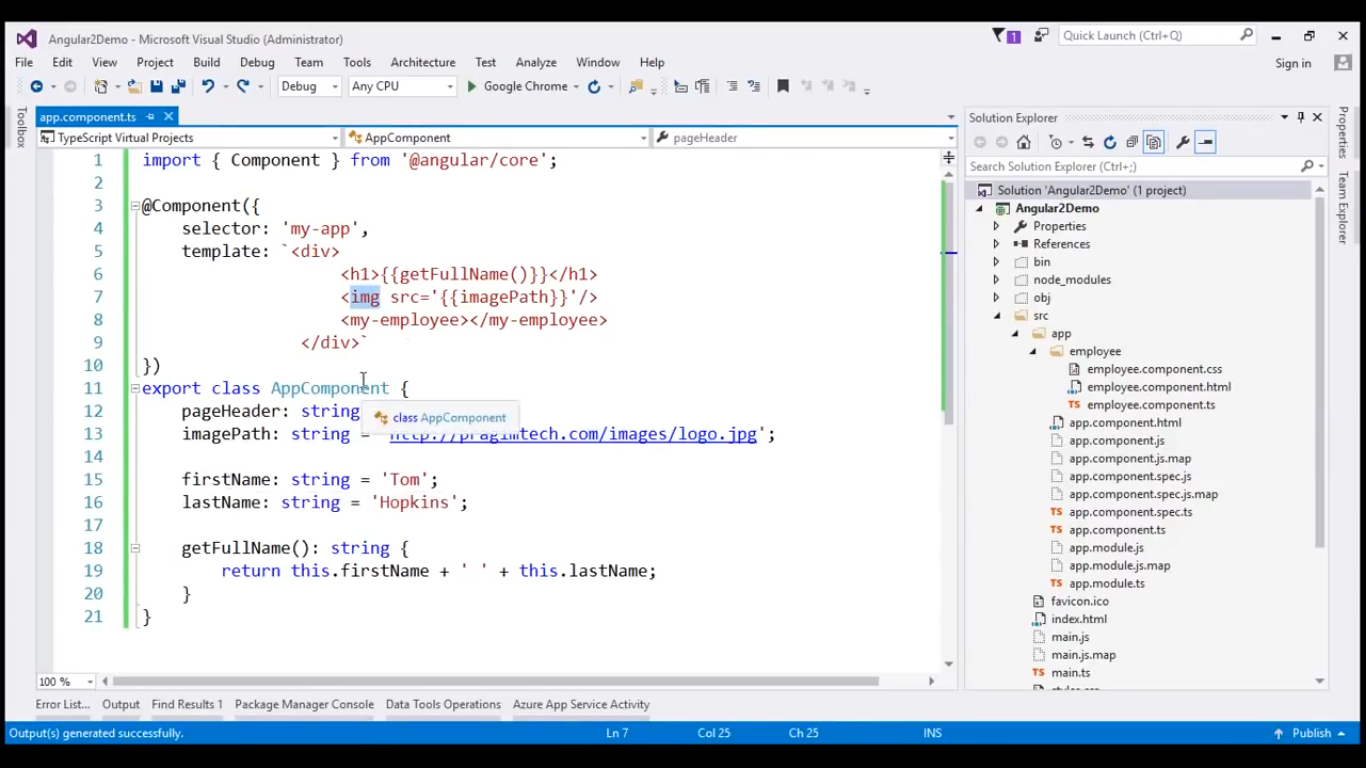 Angular2Demo - Microsoft Visual Studio (Administrator)
1
Quick Launch (Ctrl+Q)
File Edit View Project Build Debug Team Tools Architecture Test Analyze Window Help
Sign in
Debug Any CPU Google Chrome
Toolbox
app.component.ts
TypeScript Virtual Projects AppComponent pageHeader
1 import { Component } from '@angular/core';
2
3 @Component({
4 selector: 'my-app',
5 template: `<div>
6 <h1>{{getFullName()}}</h1>
7 <img src='{{imagePath}}'/>
8 <my-employee></my-employee>
9 </div>`
10 })
11 export class AppComponent {
12 pageHeader: string
class AppComponent
13 imagePath: string = 'http://pragimtech.com/images/logo.jpg';
14
15 firstName: string = 'Tom';
16 lastName: string = 'Hopkins';
17
18 getFullName(): string {
19 return this.firstName + ' ' + this.lastName;
20 }
21 }
100 %
Solution Explorer
Search Solution Explorer (Ctrl+;)
Solution 'Angular2Demo' (1 project)
Angular2Demo
Properties
References
bin
node_modules
obj
src
app
employee
employee.component.css
employee.component.html
employee.component.ts
app.component.html
app.component.js
app.component.js.map
app.component.spec.js
app.component.spec.js.map
app.component.spec.ts
app.component.ts
app.module.js
app.module.js.map
app.module.ts
favicon.ico
index.html
main.js
main.js.map
main.ts
Properties
Team Explorer
Error List... Output Find Results 1 Package Manager Console Data Tools Operations Azure App Service Activity
Output(s) generated successfully. Ln 7 Col 25 Ch 25 INS Publish